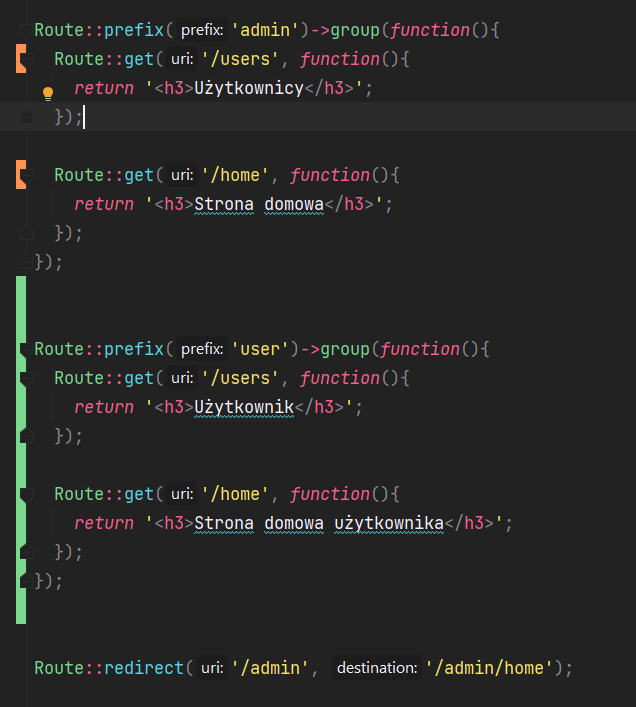 Route::prefix( prefix: 'admin')->group(function(){
Route::get( uri: '/users', function(){
return '<h3>Użytkownicy</h3>';
});
Route::get( uri: '/home', function(){
return '<h3>Strona domowa</h3>';
});
});
Route::prefix( prefix: 'user')->group(function(){
Route::get( uri: '/users', function(){
return '<h3>Użytkownik</h3>';
});
Route::get( uri: '/home', function(){
return '<h3>Strona domowa użytkownika</h3>';
});
});
Route::redirect( uri: '/admin', destination: '/admin/home');